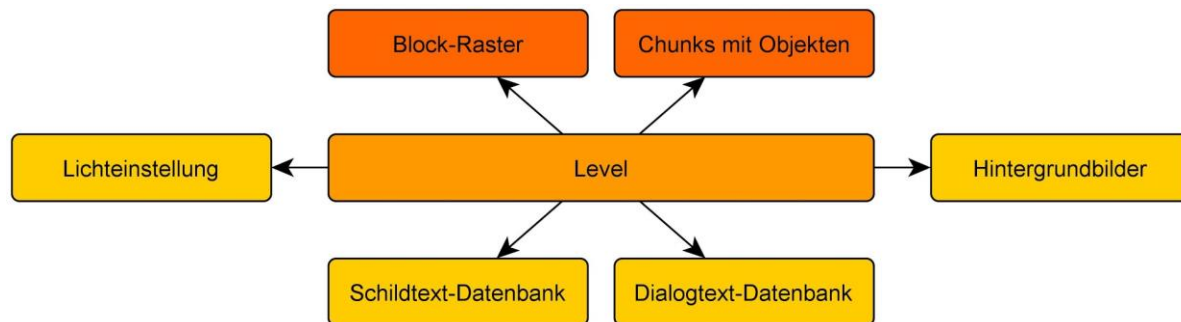 Block-Raster
Chunks mit Objekten
Lichteinstellung
Level
Hintergrundbilder
Schildtext-Datenbank
Dialogtext-Datenbank